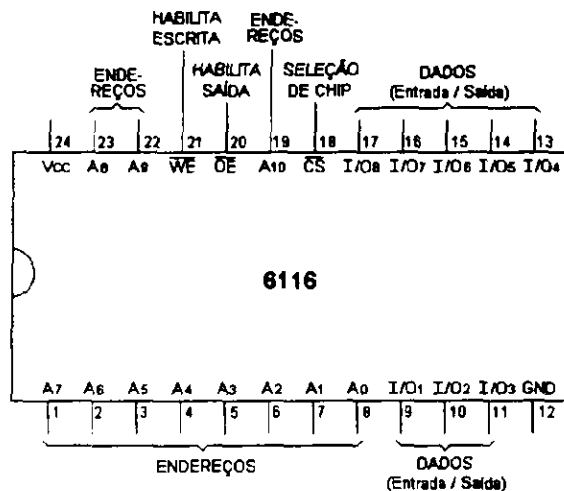 HABILITA ESCRITA
ENDE-REÇOS
ENDE-REÇOS
HABILITA SAÍDA
SELEÇÃO DE CHIP
DADOS
(Entrada / Saída)
24 23 22 21 20 19 18 17 16 15 14 13
Vcc A8 A9 WE OE A10 CS I/O8 I/O7 I/O6 I/O5 I/O4
6116
A7 A6 A5 A4 A3 A2 A1 A0 I/O1 I/O2 I/O3 GND
1 2 3 4 5 6 7 8 9 10 11 12
ENDEREÇOS
DADOS
(Entrada / Saída)